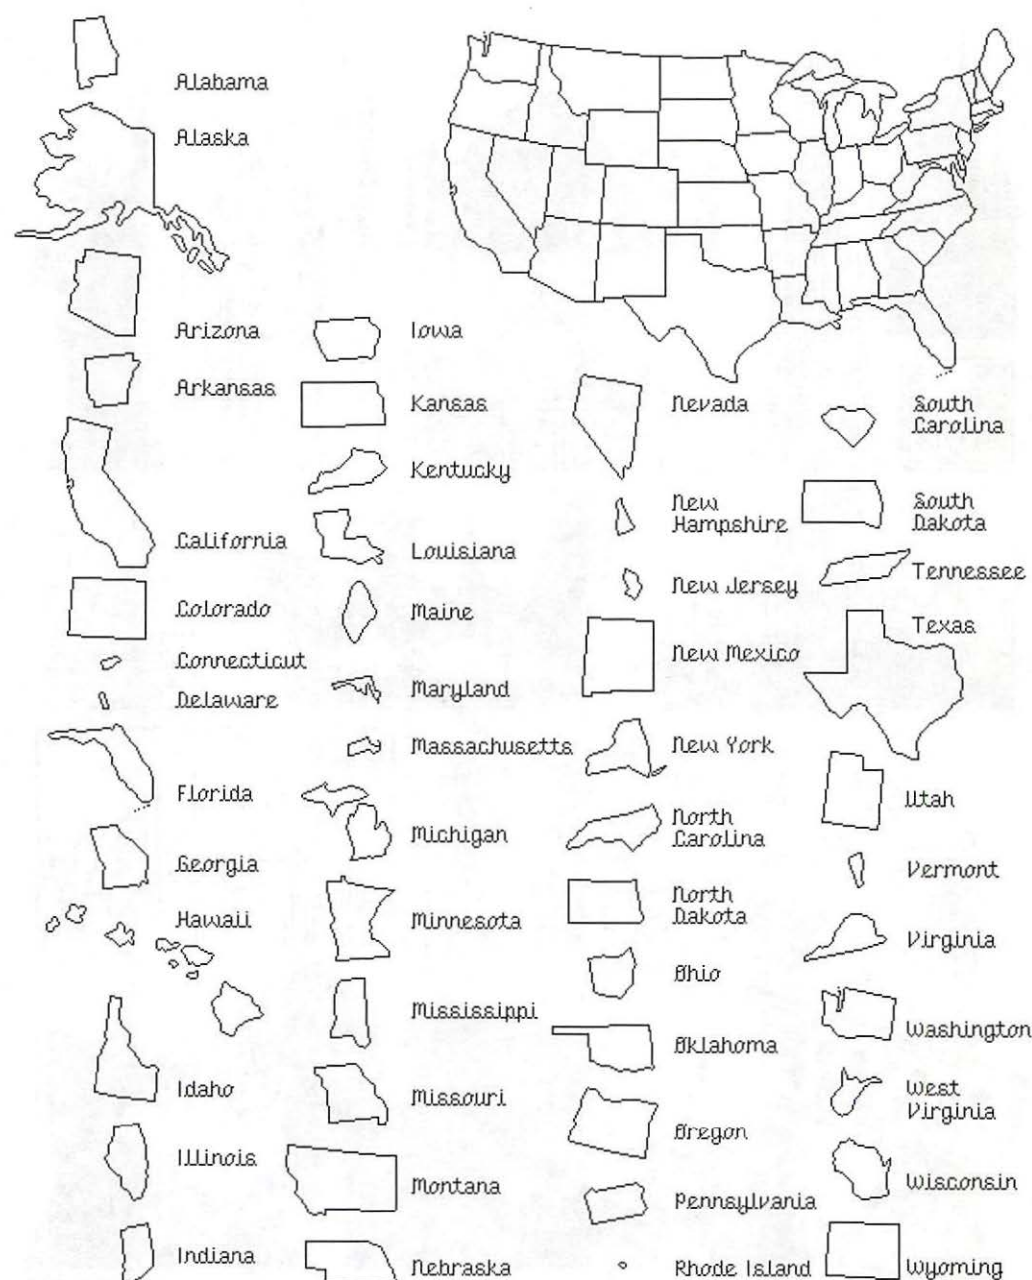 Alabama
Alaska
Arizona
Arkansas
California
Colorado
Connecticut
Delaware
Florida
Georgia
Hawaii
Idaho
Illinois
Indiana
Iowa
Kansas
Kentucky
Louisiana
Maine
Maryland
Massachusetts
Michigan
Minnesota
Mississippi
Missouri
Montana
Nebraska
Nevada
New
Hampshire
New Jersey
New Mexico
New York
North
Carolina
North
Dakota
Ohio
Oklahoma
Oregon
Pennsylvania
Rhode Island
South
Carolina
South
Dakota
Tennessee
Texas
Utah
Vermont
Virginia
Washington
West
Virginia
Wisconsin
Wyoming